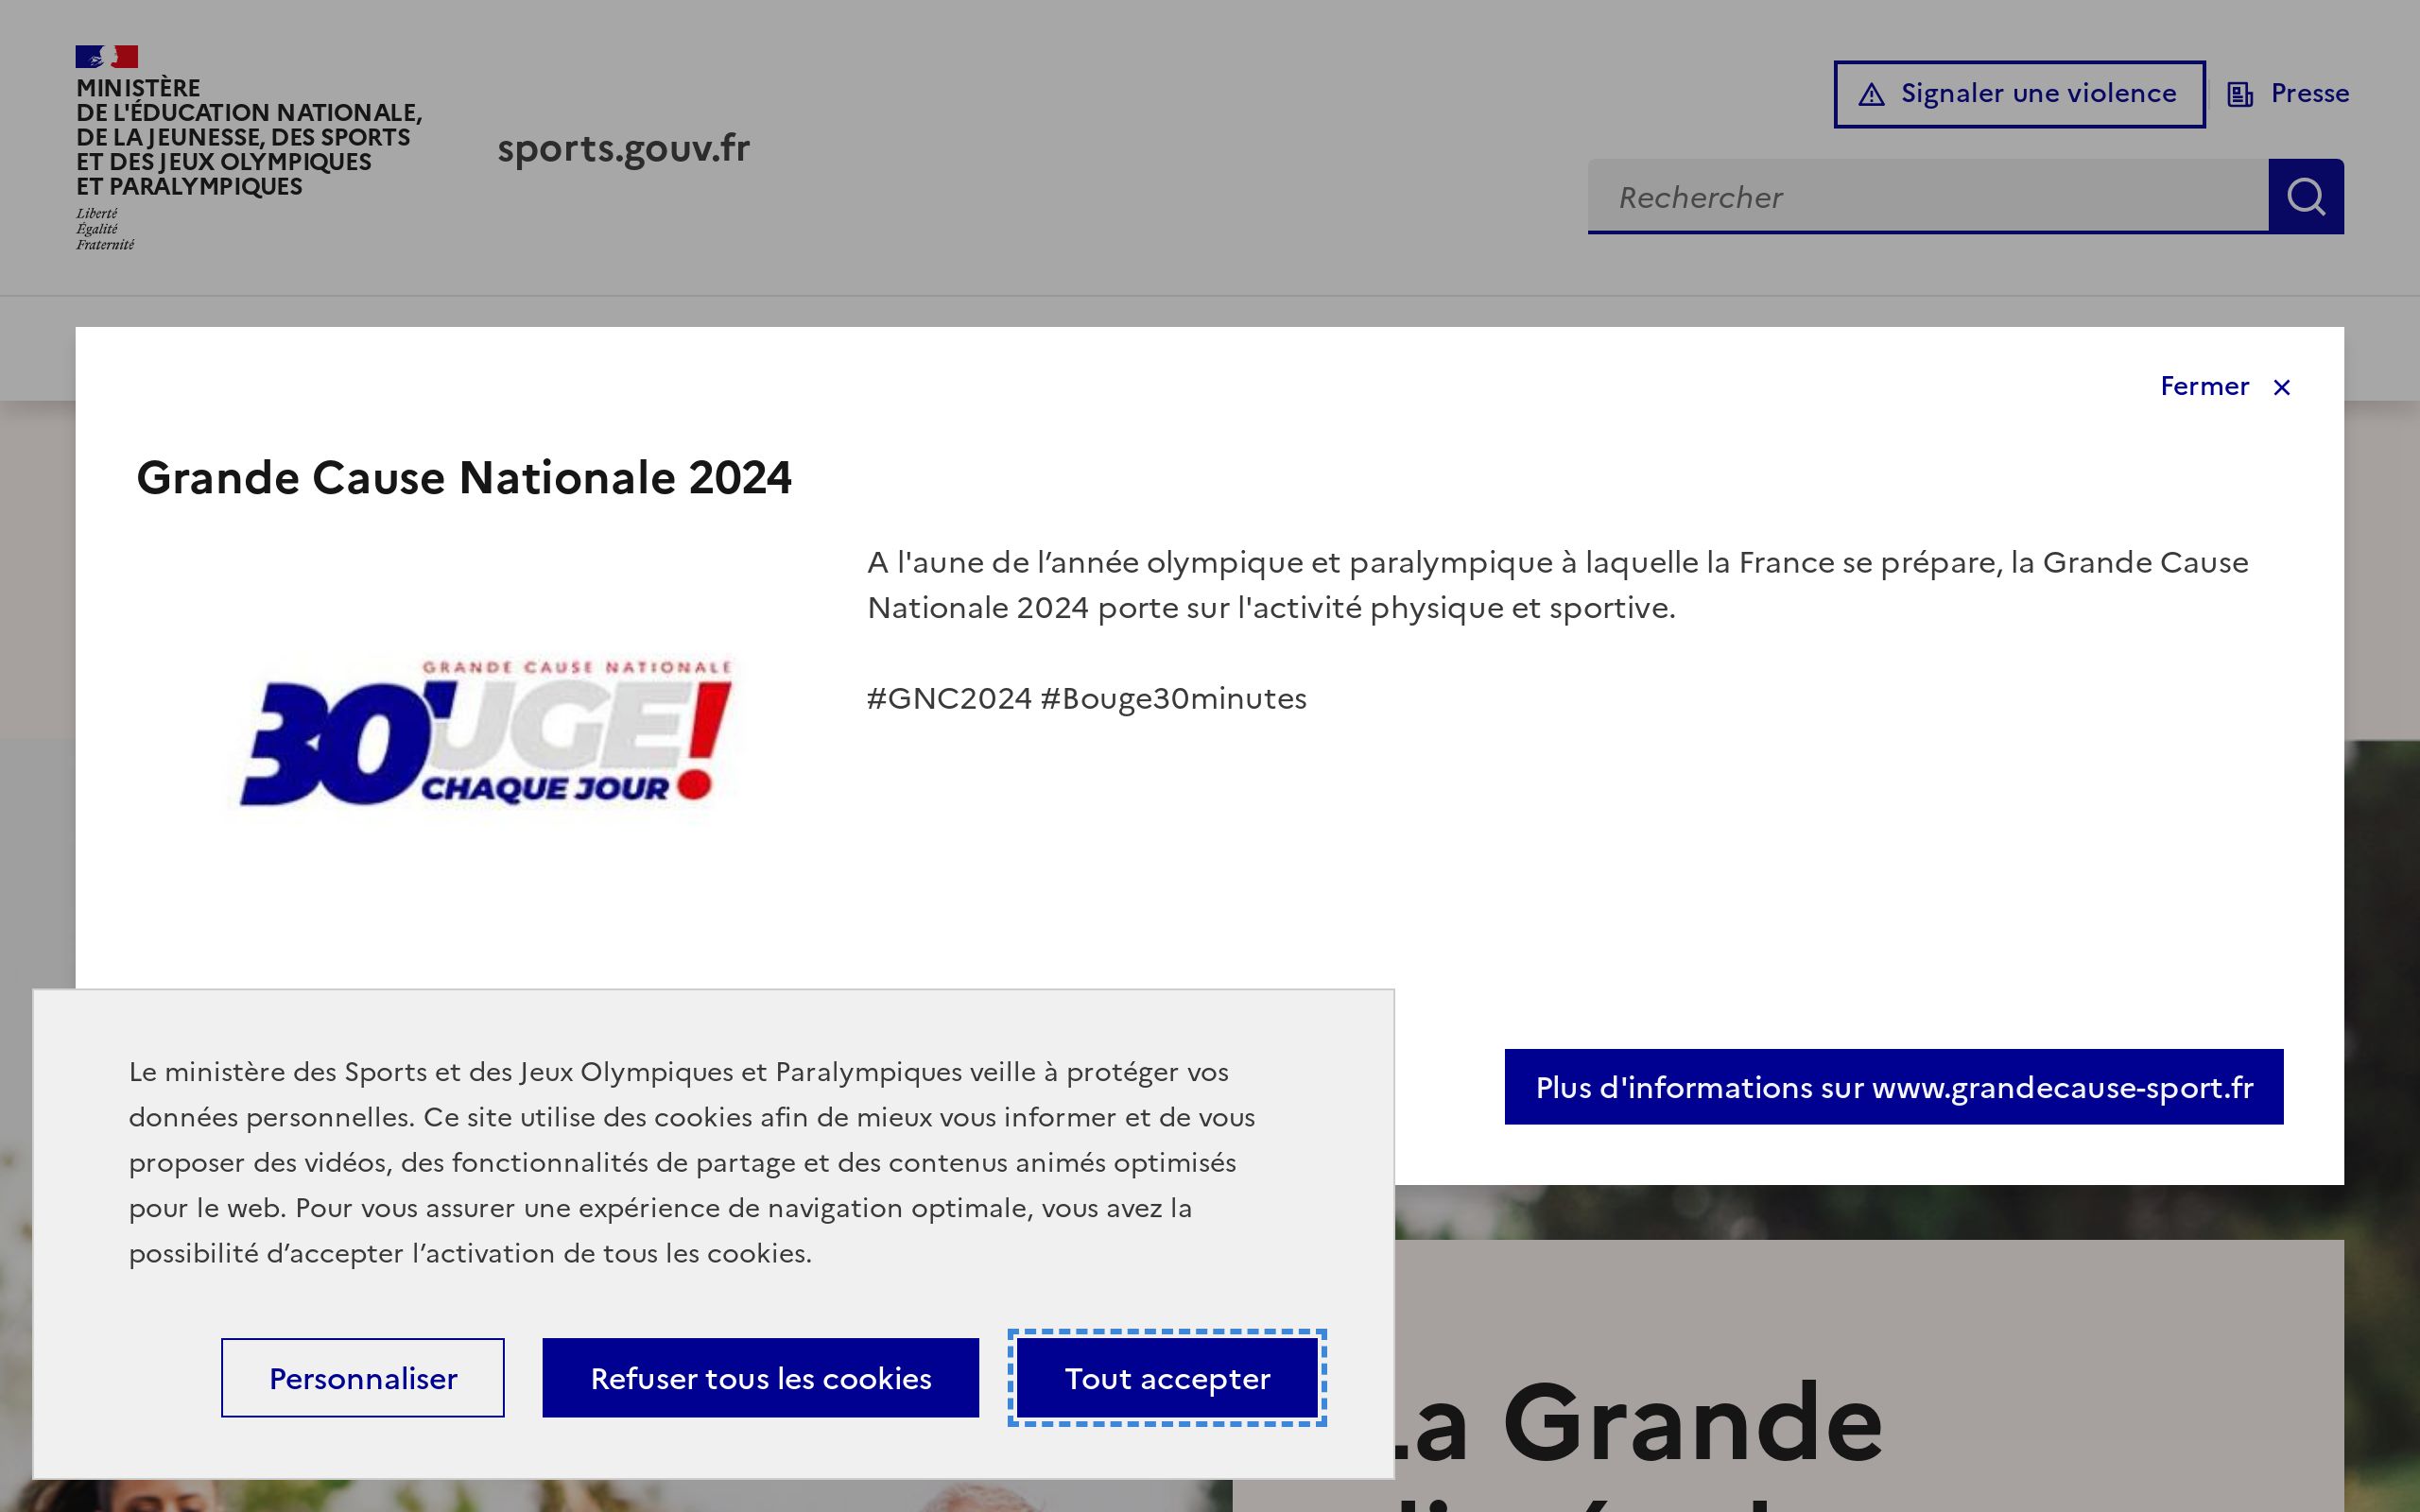 MINISTÈRE
DE L'ÉDUCATION NATIONALE,
DE LA JEUNESSE, DES SPORTS
ET DES JEUX OLYMPIQUES
ET PARALYMPIQUES
Liberté
Égalité
Fraternité
sports.gouv.fr
Signaler une violence
Presse
Rechercher
Fermer
Grande Cause Nationale 2024
A l'aune de l’année olympique et paralympique à laquelle la France se prépare, la Grande Cause
Nationale 2024 porte sur l'activité physique et sportive.
#GNC2024 #Bouge30minutes
GRANDE CAUSE NATIONALE
30'UGE!
CHAQUE JOUR
Plus d'informations sur www.grandecause-sport.fr
Le ministère des Sports et des Jeux Olympiques et Paralympiques veille à protéger vos
données personnelles. Ce site utilise des cookies afin de mieux vous informer et de vous
proposer des vidéos, des fonctionnalités de partage et des contenus animés optimisés
pour le web. Pour vous assurer une expérience de navigation optimale, vous avez la
possibilité d’accepter l’activation de tous les cookies.
Personnaliser
Refuser tous les cookies
Tout accepter
La Grande